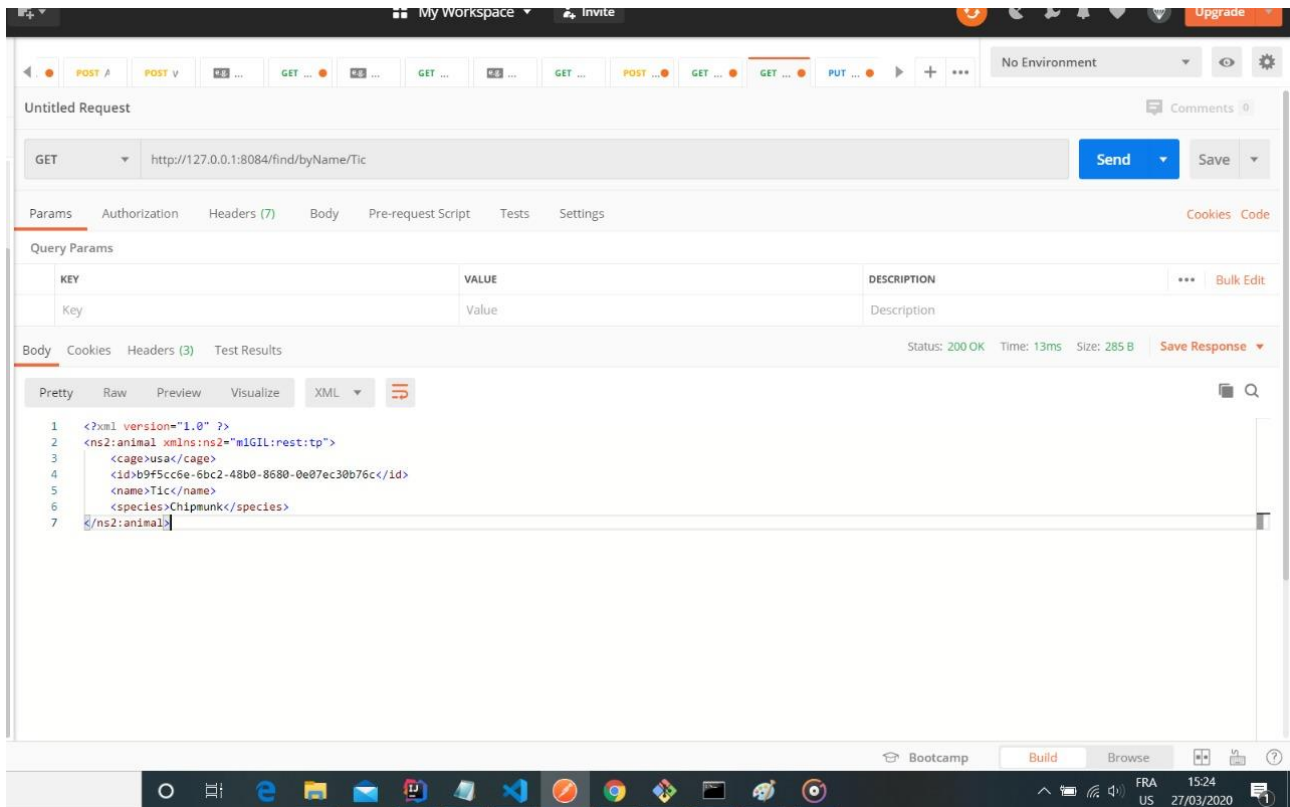 My Workspace Invite Upgrade
POST A POST V e.g. ... GET ... e.g. ... GET ... e.g. ... GET ... POST ... GET ... GET ... PUT ... + ••• No Environment
Untitled Request Comments 0
GET http://127.0.0.1:8084/find/byName/Tic Send Save
Params Authorization Headers (7) Body Pre-request Script Tests Settings Cookies Code
Query Params
KEY VALUE DESCRIPTION ••• Bulk Edit
Key Value Description
Body Cookies Headers (3) Test Results Status: 200 OK Time: 13ms Size: 285 B Save Response
Pretty Raw Preview Visualize XML
1 <?xml version="1.0" ?>
2 <ns2:animal xmlns:ns2="m1GIL:rest:tp">
3 <cage>usa</cage>
4 <id>b9f5cc6e-6bc2-48b0-8680-0e07ec30b76c</id>
5 <name>Tic</name>
6 <species>Chipmunk</species>
7 </ns2:animal>
Bootcamp Build Browse
FRA 15:24
US 27/03/2020 1